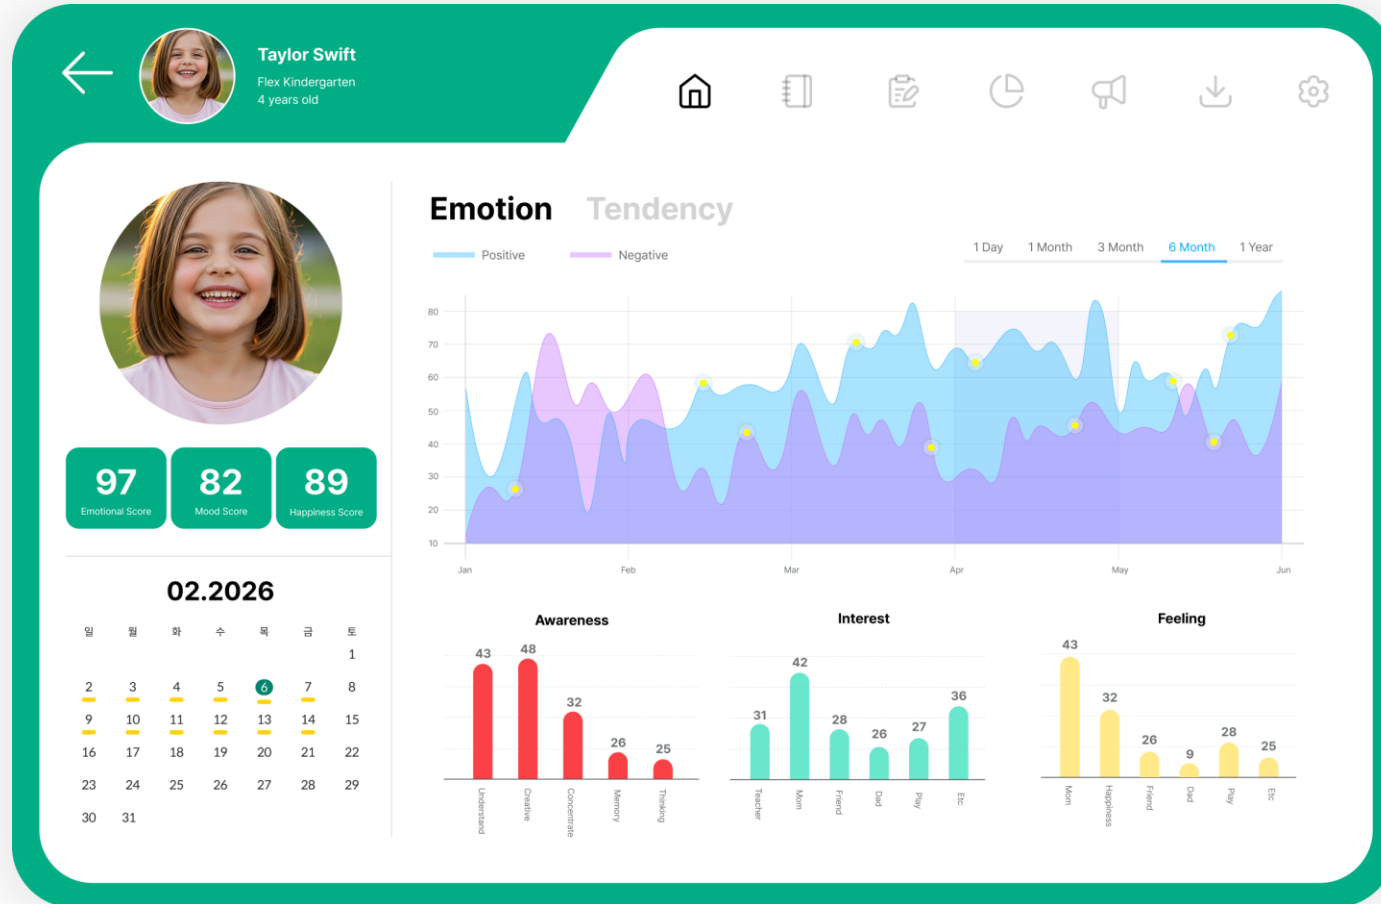 Taylor Swift
Flex Kindergarten
4 years old
Emotion Tendency
Positive Negative
1 Day 1 Month 3 Month 6 Month 1 Year
80
70
60
50
40
30
20
10
Jan Feb Mar Apr May Jun
97 82 89
Emotional Score Mood Score Happiness Score
02.2026
일 월 화 수 목 금 토
1
2 3 4 5 6 7 8
9 10 11 12 13 14 15
16 17 18 19 20 21 22
23 24 25 26 27 28 29
30 31
Awareness
43 48 32 26 25
Understand Creative Concentrate Memory Thinking
Interest
31 42 28 26 27 36
Teacher Mom Friend Dad Play Etc
Feeling
43 32 26 9 28 25
Mom Happiness Friend Dad Play Etc